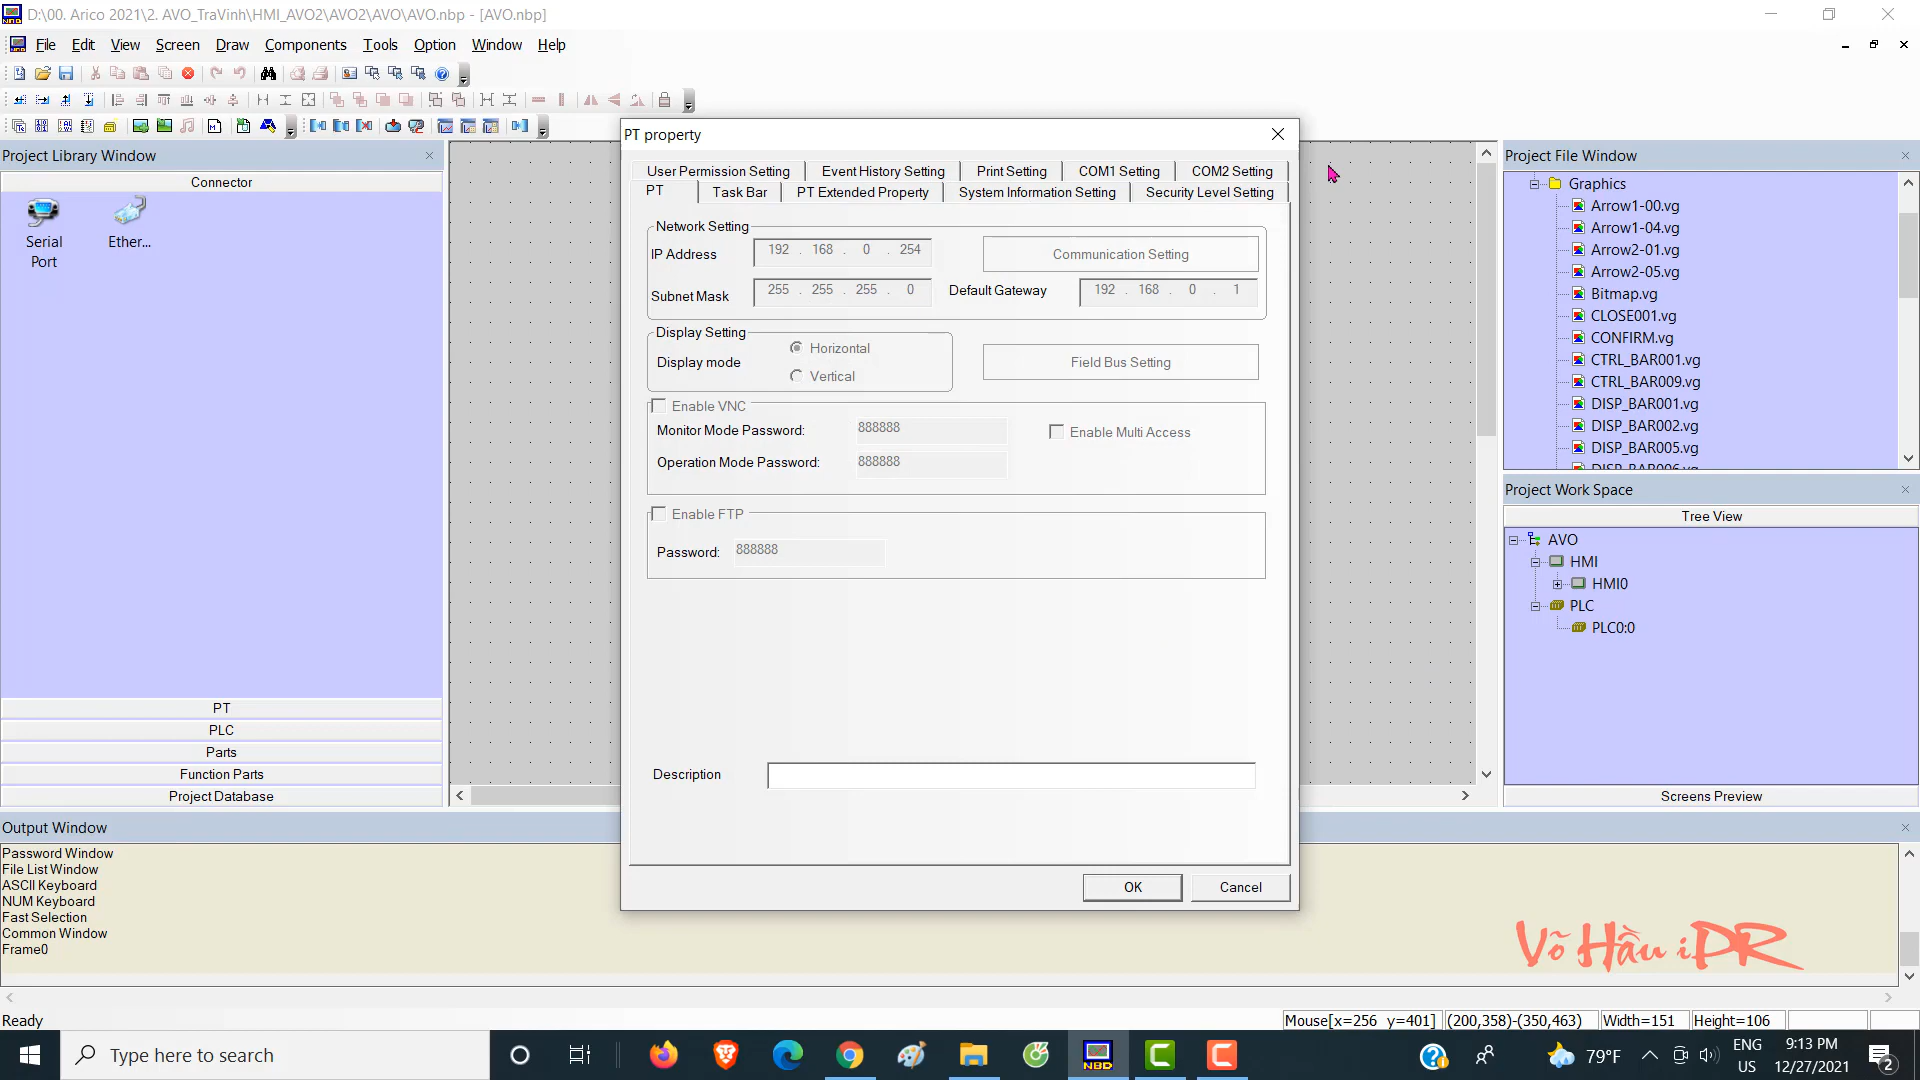 D:\00. Arico 2021\2. AVO_TraVinh\HMI_AVO2\AVO2\AVO\AVO.nbp - [AVO.nbp]
File Edit View Screen Draw Components Tools Option Window Help
Project Library Window
Connector
Serial Port
Ether...
PT
PLC
Parts
Function Parts
Project Database
PT property
User Permission Setting Event History Setting Print Setting COM1 Setting COM2 Setting
PT Task Bar PT Extended Property System Information Setting Security Level Setting
Network Setting
IP Address 192 . 168 . 0 . 254 Communication Setting
Subnet Mask 255 . 255 . 255 . 0 Default Gateway 192 . 168 . 0 . 1
Display Setting
Display mode Horizontal
Vertical
Field Bus Setting
Enable VNC
Monitor Mode Password: 888888 Enable Multi Access
Operation Mode Password: 888888
Enable FTP
Password: 888888
Description
OK Cancel
Project File Window
Graphics
Arrow1-00.vg
Arrow1-04.vg
Arrow2-01.vg
Arrow2-05.vg
Bitmap.vg
CLOSE001.vg
CONFIRM.vg
CTRL_BAR001.vg
CTRL_BAR009.vg
DISP_BAR001.vg
DISP_BAR002.vg
DISP_BAR005.vg
Project Work Space
Tree View
AVO
HMI
HMI0
PLC
PLC0:0
Screens Preview
Output Window
Password Window
File List Window
ASCII Keyboard
NUM Keyboard
Fast Selection
Common Window
Frame0
Võ Hầu iPR
Ready
Mouse[x=256 y=401] (200,358)-(350,463) Width=151 Height=106
Type here to search
NBD
79°F
ENG
US
9:13 PM
12/27/2021
2